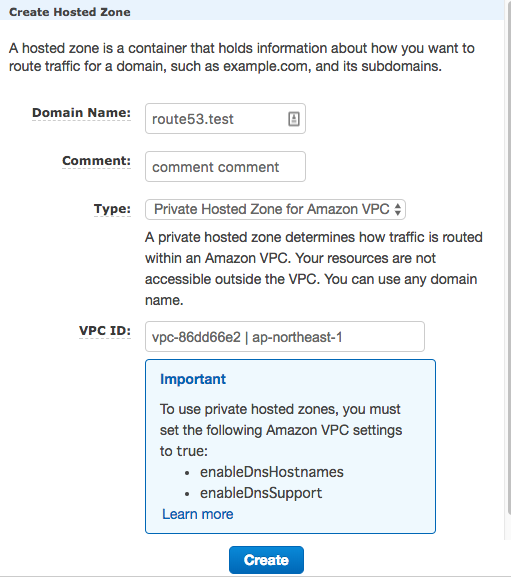 Create Hosted Zone
A hosted zone is a container that holds information about how you want to
route traffic for a domain, such as example.com, and its subdomains.
Domain Name: route53.test
Comment: comment comment
Type: Private Hosted Zone for Amazon VPC
A private hosted zone determines how traffic is routed
within an Amazon VPC. Your resources are not
accessible outside the VPC. You can use any domain
name.
VPC ID: vpc-86dd66e2 | ap-northeast-1
Important
To use private hosted zones, you must
set the following Amazon VPC settings
to true:
• enableDnsHostnames
• enableDnsSupport
Learn more
Create